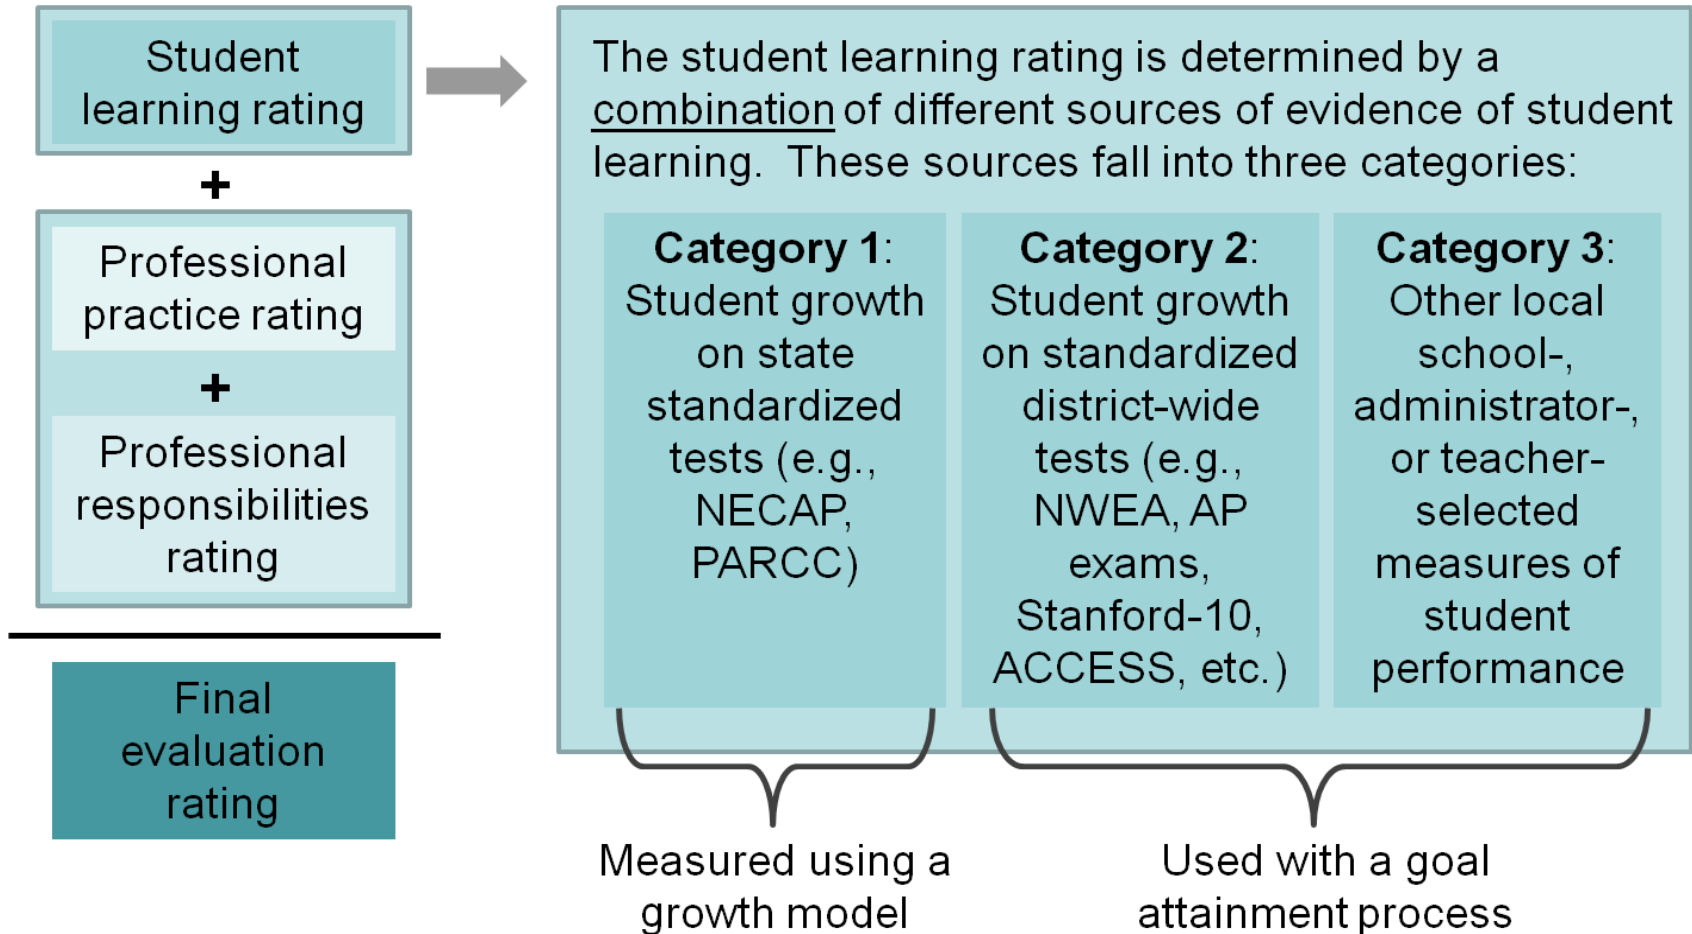 Student
learning rating
+
Professional
practice rating
+
Professional
responsibilities
rating
Final
evaluation
rating
The student learning rating is determined by a
combination of different sources of evidence of student
learning.  These sources fall into three categories:
Category 1:
Student growth
on state
standardized
tests (e.g.,
NECAP,
PARCC)
Category 2:
Student growth
on standardized
district-wide
tests (e.g.,
NWEA, AP
exams,
Stanford-10,
ACCESS, etc.)
Category 3:
Other local
school-,
administrator-,
or teacher-
selected
measures of
student
performance
Measured using a
growth model
Used with a goal
attainment process